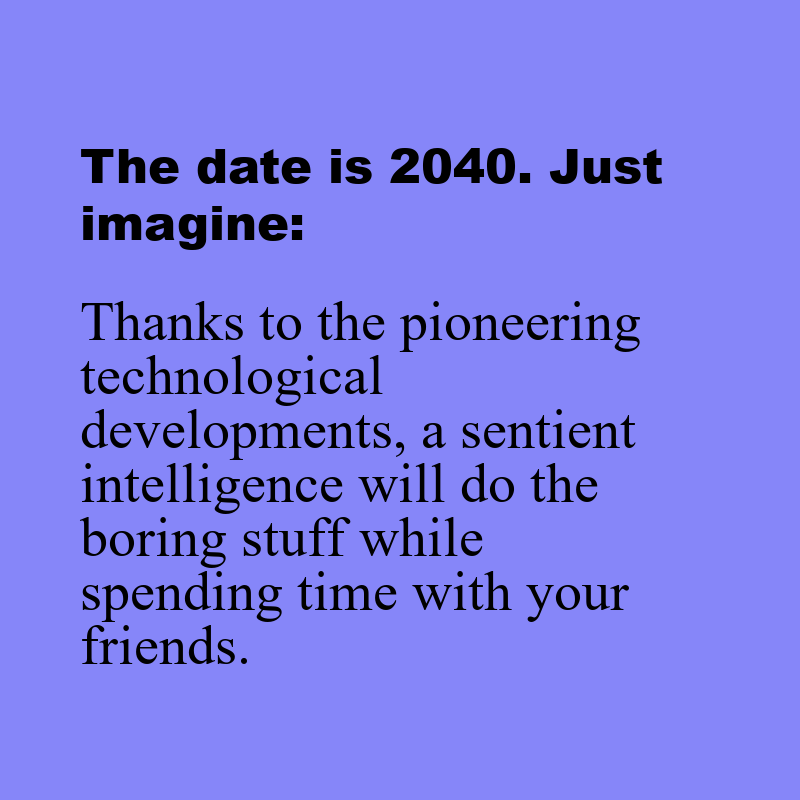 The date is 2040. Just
imagine:
Thanks to the pioneering
technological
developments, a sentient
intelligence will do the
boring stuff while
spending time with your
friends.